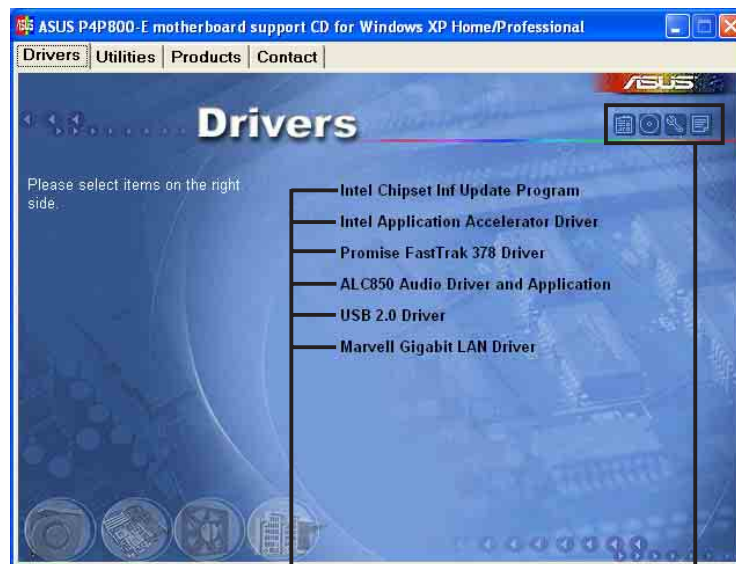 ASUS P4P800-E motherboard support CD for Windows XP Home/Professional
Drivers Utilities Products Contact
ASUS
Drivers
Please select items on the right
side.
Intel Chipset Inf Update Program
Intel Application Accelerator Driver
Promise FastTrak 378 Driver
ALC850 Audio Driver and Application
USB 2.0 Driver
Marvell Gigabit LAN Driver